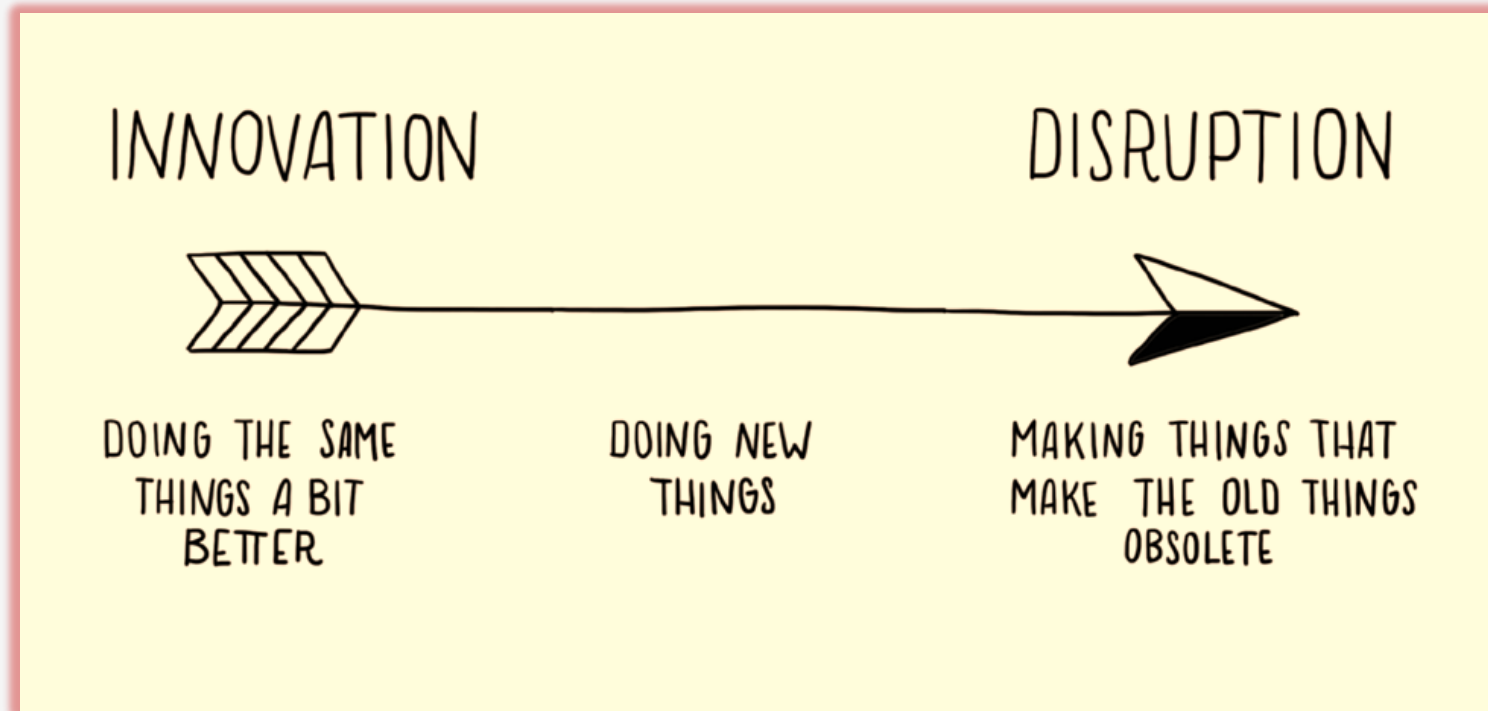 INNOVATION
DISRUPTION
DOING THE SAME
THINGS A BIT
BETTER
DOING NEW
THINGS
MAKING THINGS THAT
MAKE THE OLD THINGS
OBSOLETE